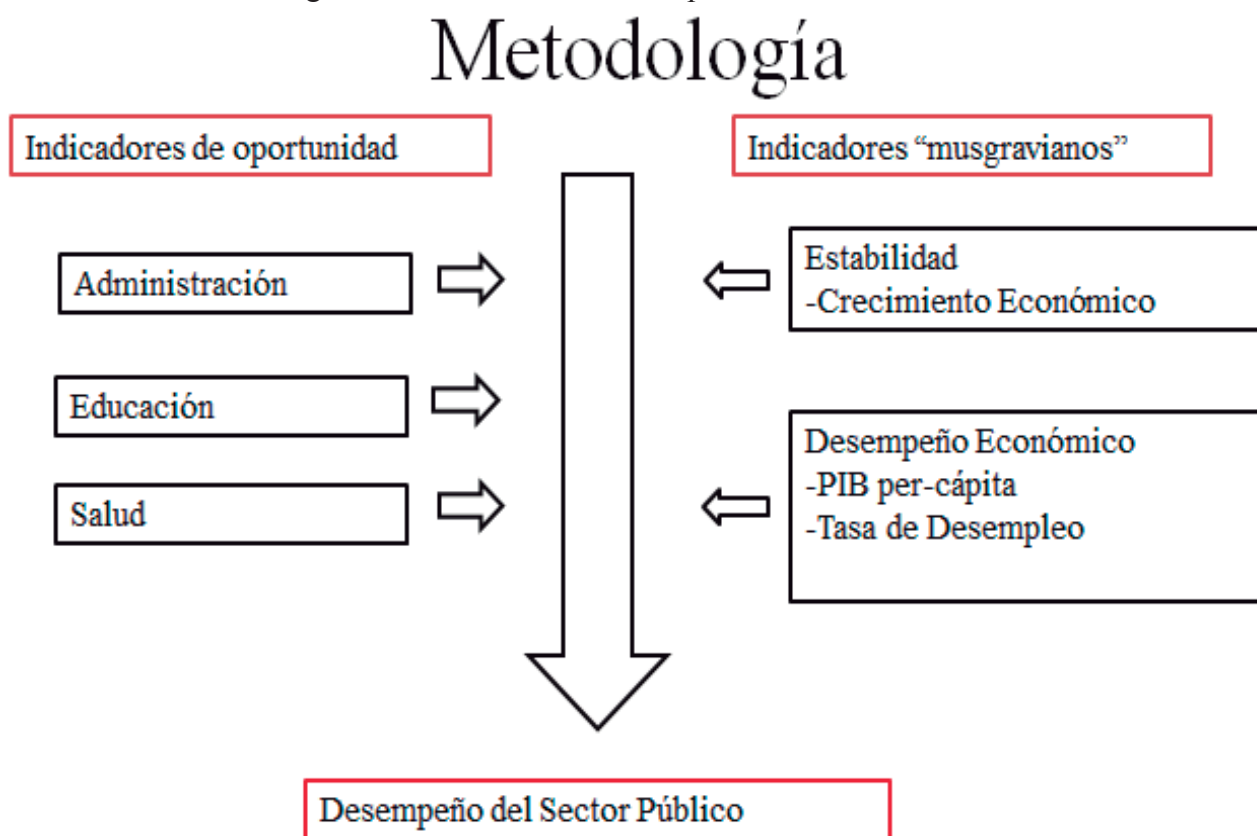 Metodología
Indicadores de oportunidad
Indicadores “musgravianos”
Administración
Educación
Salud
Estabilidad
-Crecimiento Económico
Desempeño Económico
-PIB per-cápita
-Tasa de Desempleo
Desempeño del Sector Público